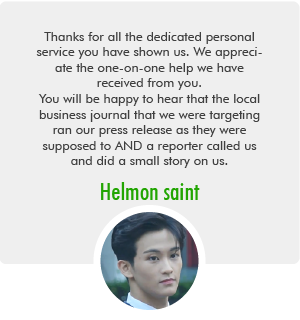 Thanks for all the dedicated personal
service you have shown us. We appreci-
ate the one-on-one help we have
received from you.
You will be happy to hear that the local
business journal that we were targeting
ran our press release as they were
supposed to AND a reporter called us
and did a small story on us.
Helmon saint